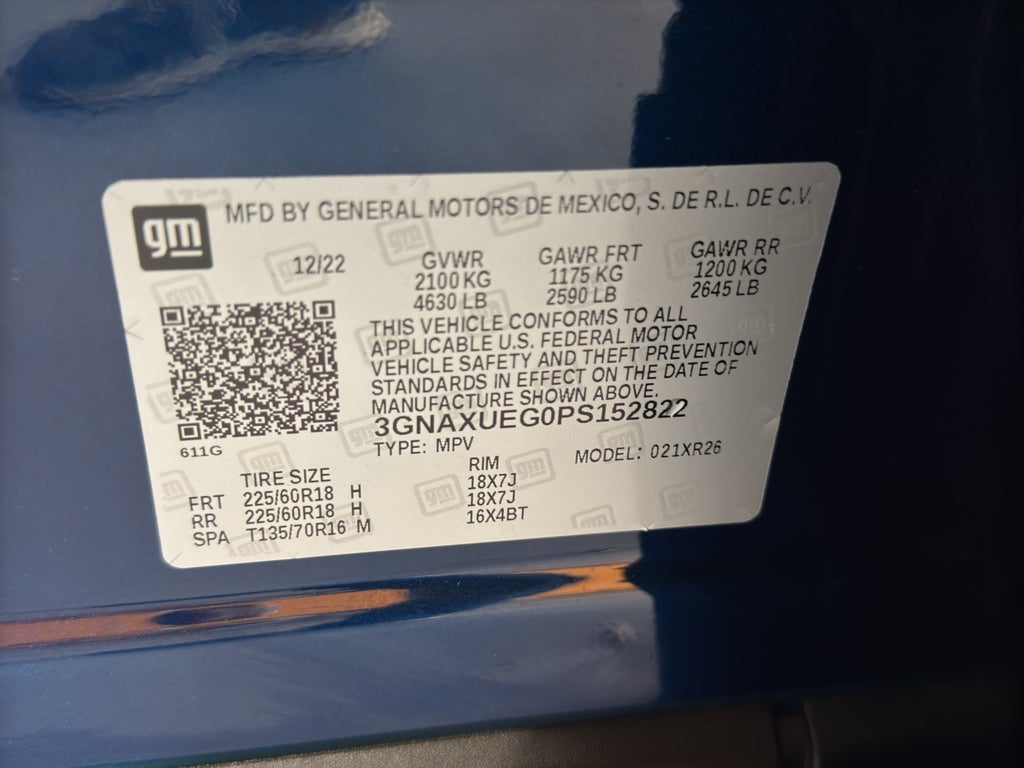 gm MFD BY GENERAL MOTORS DE MEXICO, S. DE R.L. DE C.V.
12/22 GVWR GAWR FRT GAWR RR
2100 KG 1175 KG 1200 KG
4630 LB 2590 LB 2645 LB
THIS VEHICLE CONFORMS TO ALL
APPLICABLE U.S. FEDERAL MOTOR
VEHICLE SAFETY AND THEFT PREVENTION
STANDARDS IN EFFECT ON THE DATE OF
MANUFACTURE SHOWN ABOVE.
3GNAXUEG0PS152822
611G
TYPE: MPV MODEL: 021XR26
TIRE SIZE RIM
FRT 225/60R18 H 18X7J
RR 225/60R18 H 18X7J
SPA T135/70R16 M 16X4BT